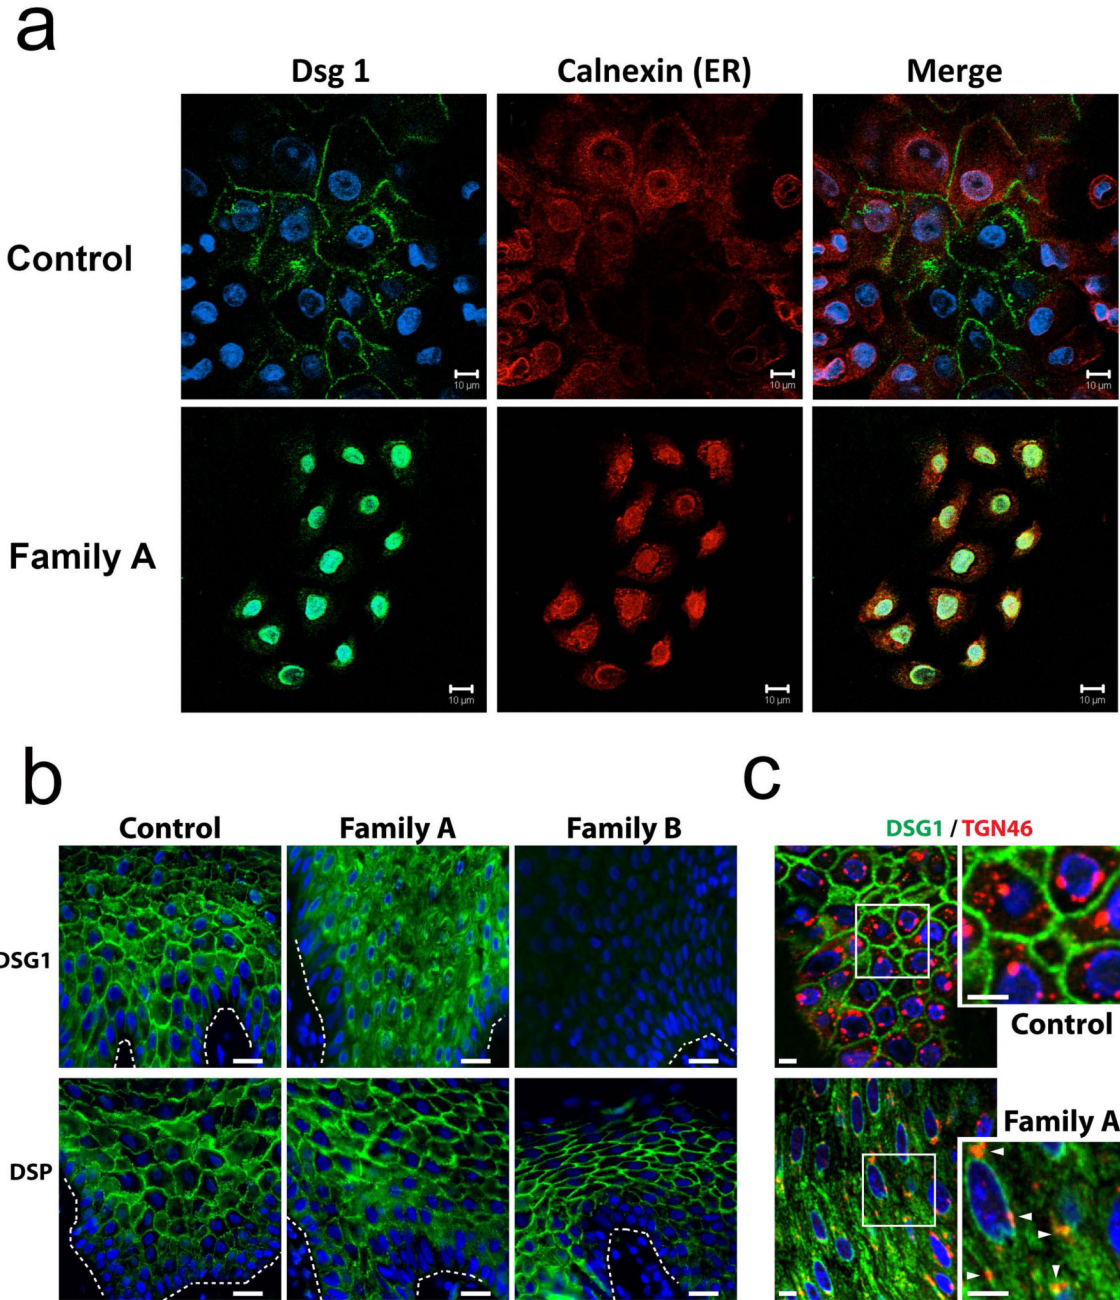 a
Dsg 1 Calnexin (ER) Merge
Control
10 µm 10 µm 10 µm
Family A
10 µm 10 µm 10 µm
b
Control Family A Family B
DSG1
DSP
c
DSG1 / TGN46
Control
Family A